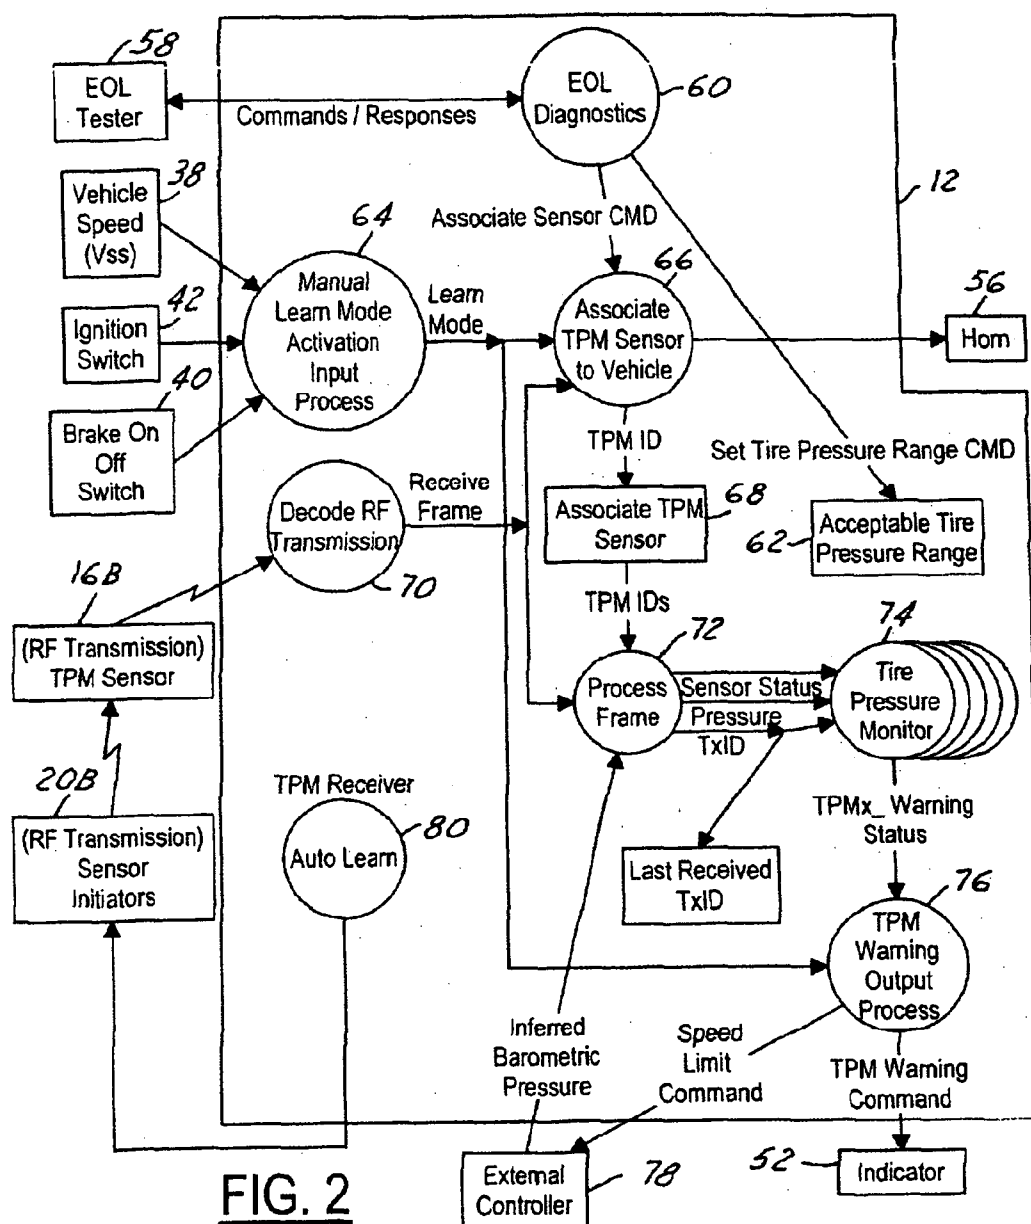 58
EOL
Tester
Commands / Responses
EOL
Diagnostics
60
38
Vehicle
Speed
(Vss)
12
Associate Sensor CMD
64
Manual
Learn Mode
Activation
Input
Process
Learn
Mode
66
Associate
TPM Sensor
to Vehicle
56
Horn
42
Ignition
Switch
40
Brake On
Off
Switch
TPM ID
Set Tire Pressure Range CMD
Decode RF
Transmission
70
Receive
Frame
Associate TPM
Sensor
68
62
Acceptable Tire
Pressure Range
16B
(RF Transmission)
TPM Sensor
TPM IDs
72
Process
Frame
Sensor Status
Pressure
TxID
74
Tire
Pressure
Monitor
20B
(RF Transmission)
Sensor
Initiators
TPM Receiver
80
Auto Learn
Last Received
TxID
TPMx_ Warning
Status
76
TPM
Warning
Output
Process
Inferred
Barometric
Pressure
Speed
Limit
Command
TPM Warning
Command
FIG. 2
External
Controller
78
52
Indicator